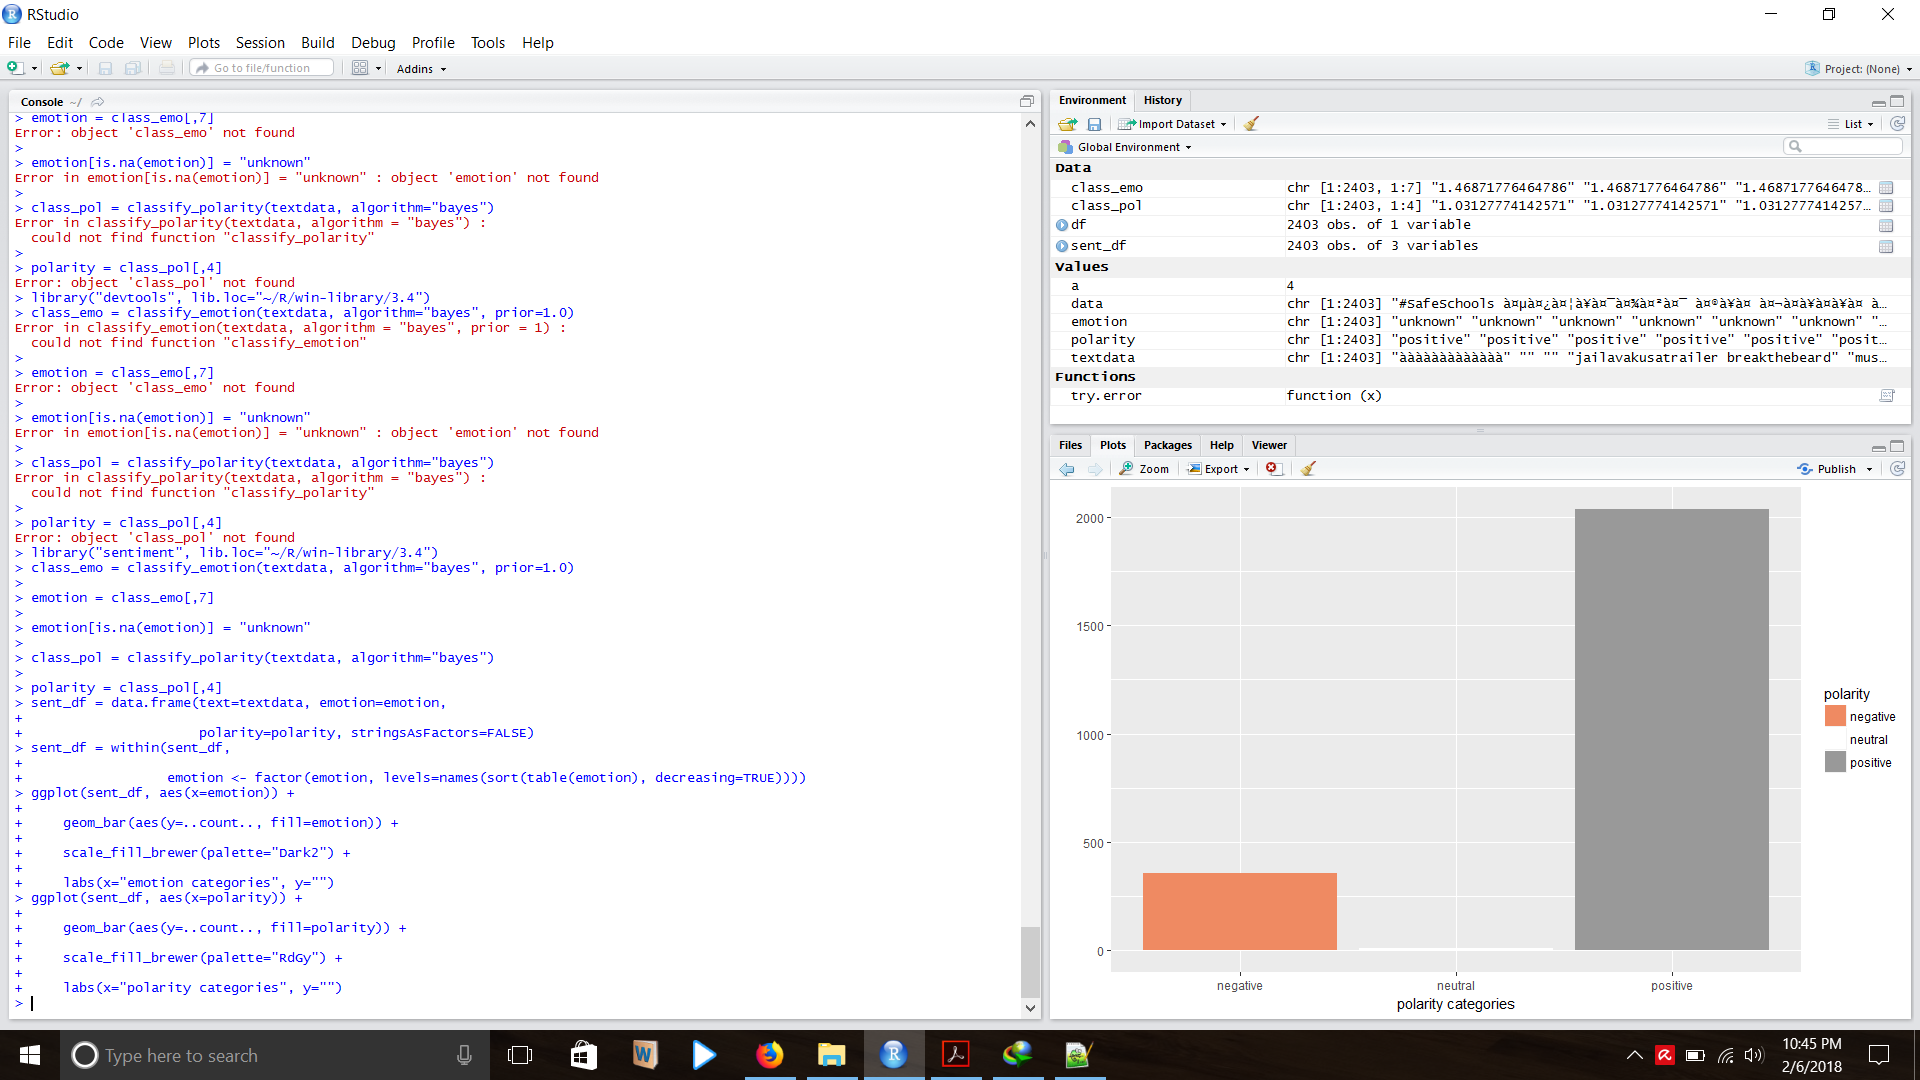 RStudio
File Edit Code View Plots Session Build Debug Profile Tools Help
Go to file/function Addins Project: (None)
Console ~/
> emotion = class_emo[,7]
Error: object 'class_emo' not found
>
> emotion[is.na(emotion)] = "unknown"
Error in emotion[is.na(emotion)] = "unknown" : object 'emotion' not found
>
> class_pol = classify_polarity(textdata, algorithm="bayes")
Error in classify_polarity(textdata, algorithm = "bayes") :
could not find function "classify_polarity"
>
> polarity = class_pol[,4]
Error: object 'class_pol' not found
> library("devtools", lib.loc="~/R/win-library/3.4")
> class_emo = classify_emotion(textdata, algorithm="bayes", prior=1.0)
Error in classify_emotion(textdata, algorithm = "bayes", prior = 1) :
could not find function "classify_emotion"
>
> emotion = class_emo[,7]
Error: object 'class_emo' not found
>
> emotion[is.na(emotion)] = "unknown"
Error in emotion[is.na(emotion)] = "unknown" : object 'emotion' not found
>
> class_pol = classify_polarity(textdata, algorithm="bayes")
Error in classify_polarity(textdata, algorithm = "bayes") :
could not find function "classify_polarity"
>
> polarity = class_pol[,4]
Error: object 'class_pol' not found
> library("sentiment", lib.loc="~/R/win-library/3.4")
> class_emo = classify_emotion(textdata, algorithm="bayes", prior=1.0)
>
> emotion = class_emo[,7]
>
> emotion[is.na(emotion)] = "unknown"
>
> class_pol = classify_polarity(textdata, algorithm="bayes")
>
> polarity = class_pol[,4]
> sent_df = data.frame(text=textdata, emotion=emotion,
+
+ polarity=polarity, stringsAsFactors=FALSE)
> sent_df = within(sent_df,
+
+ emotion <- factor(emotion, levels=names(sort(table(emotion), decreasing=TRUE))))
> ggplot(sent_df, aes(x=emotion)) +
+
+ geom_bar(aes(y=..count.., fill=emotion)) +
+
+ scale_fill_brewer(palette="Dark2") +
+
+ labs(x="emotion categories", y="")
> ggplot(sent_df, aes(x=polarity)) +
+
+ geom_bar(aes(y=..count.., fill=polarity)) +
+
+ scale_fill_brewer(palette="RdGy") +
+
+ labs(x="polarity categories", y="")
>
Environment History
Import Dataset List
Global Environment
Data
class_emo chr [1:2403, 1:7] "1.46871776464786" "1.46871776464786" "1.4687177646478…
class_pol chr [1:2403, 1:4] "1.03127774142571" "1.03127774142571" "1.0312777414257…
df 2403 obs. of 1 variable
sent_df 2403 obs. of 3 variables
Values
a 4
data chr [1:2403] "#SafeSchools
emotion chr [1:2403] "unknown" "unknown" "unknown" "unknown" "unknown" "unknown" "…
polarity chr [1:2403] "positive" "positive" "positive" "positive" "positive" "posit…
textdata chr [1:2403] "" "" "jailavakusatrailer breakthebeard" "mus…
Functions
try.error function (x)
Files Plots Packages Help Viewer
Zoom Export Publish
2000
1500
1000
500
0
negative neutral positive
polarity categories
polarity
negative
neutral
positive
Type here to search
10:45 PM
2/6/2018